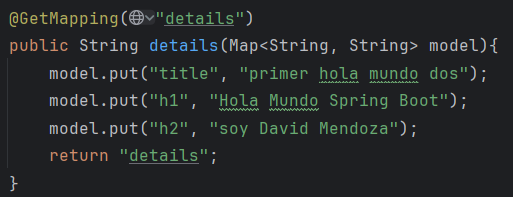 @GetMapping("details")
public String details(Map<String, String> model){
    model.put("title", "primer hola mundo dos");
    model.put("h1", "Hola Mundo Spring Boot");
    model.put("h2", "soy David Mendoza");
    return "details";
}